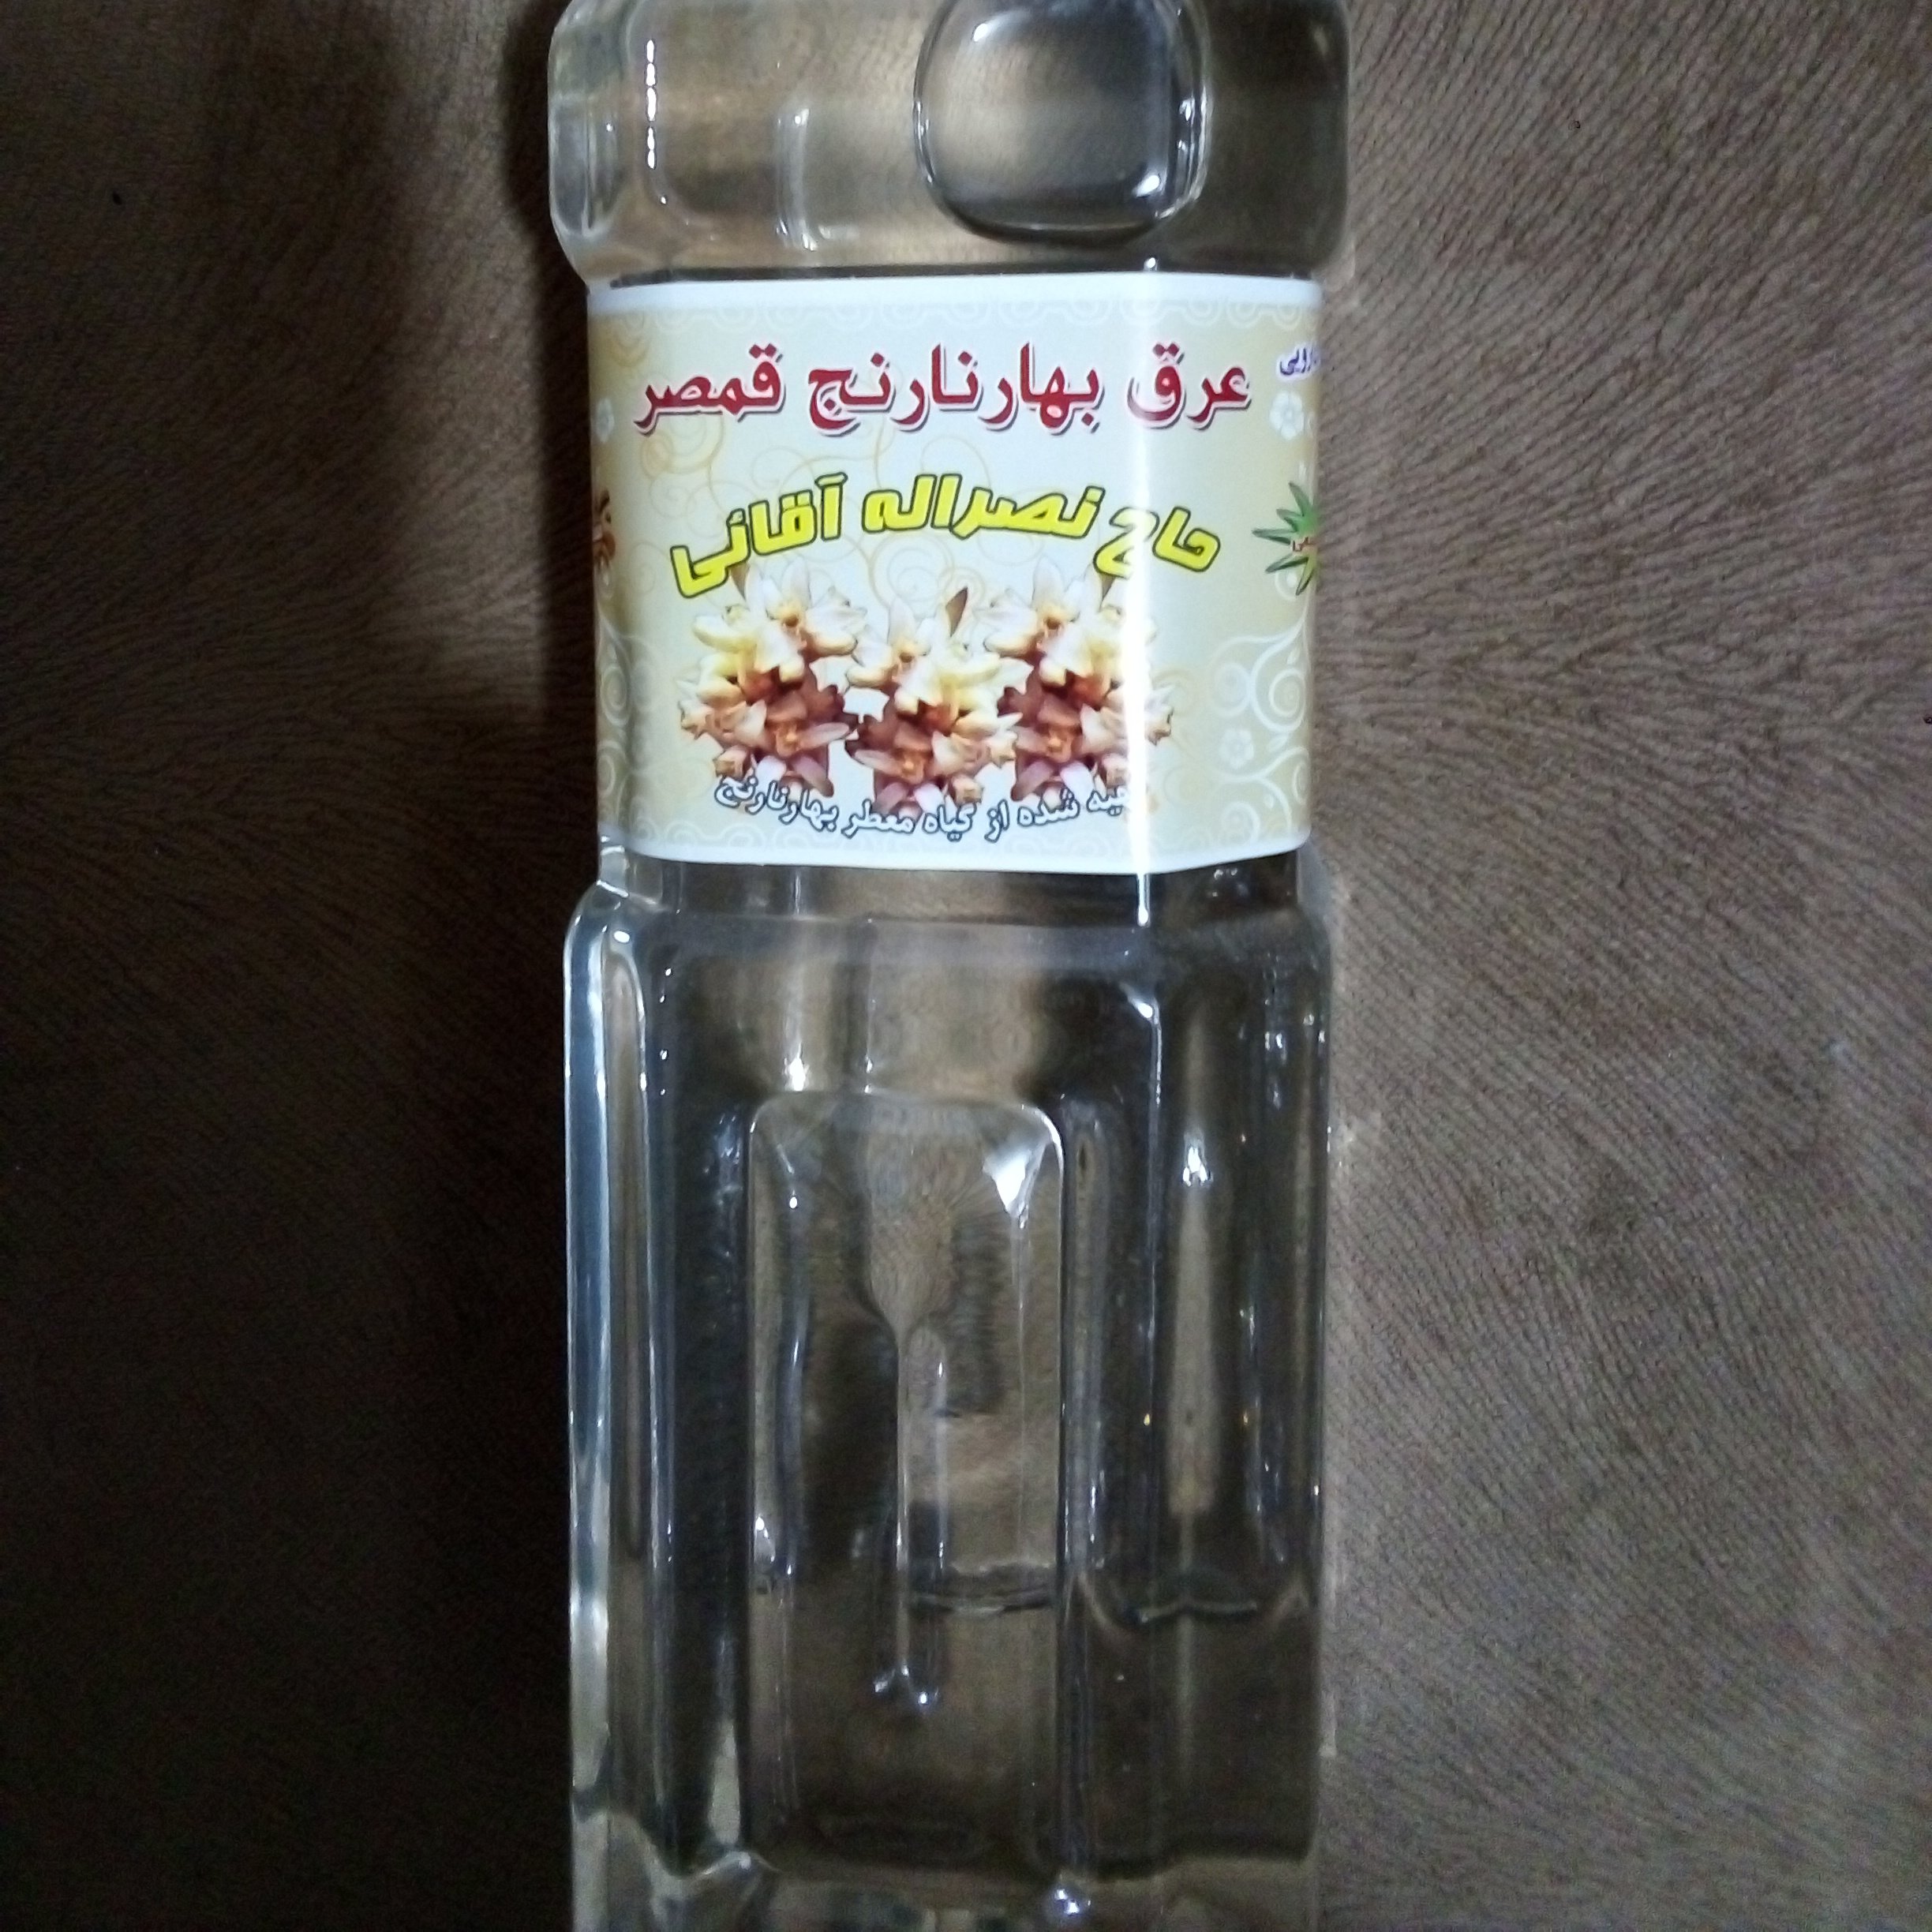 عرق بهارنارنج قمصر
حاج نصراله آقائی
شده از گیاه معطر بهارنارنج